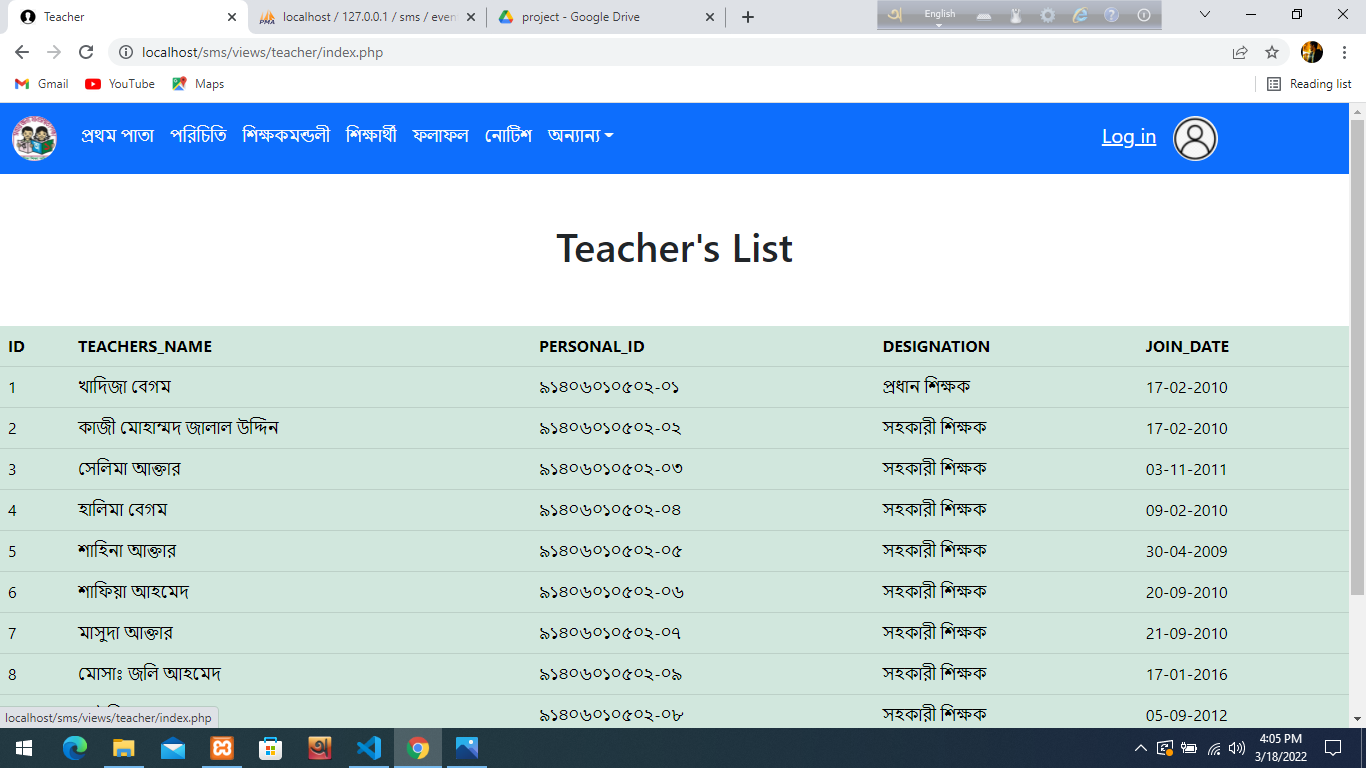 Teacher
localhost / 127.0.0.1 / sms / even
project - Google Drive
English
localhost/sms/views/teacher/index.php
Gmail YouTube Maps Reading list
প্রথম পাতা পরিচিতি শিক্ষকমন্ডলী শিক্ষার্থী ফলাফল নোটিশ অন্যান্য Log in
Teacher's List
ID TEACHERS_NAME PERSONAL_ID DESIGNATION JOIN_DATE
1 খাদিজা বেগম ৯১৪০৬০১০৫০২-০১ প্রধান শিক্ষক 17-02-2010
2 কাজী মোহাম্মদ জালাল উদ্দিন ৯১৪০৬০১০৫০২-০২ সহকারী শিক্ষক 17-02-2010
3 সেলিমা আক্তার ৯১৪০৬০১০৫০২-০৩ সহকারী শিক্ষক 03-11-2011
4 হালিমা বেগম ৯১৪০৬০১০৫০২-০৪ সহকারী শিক্ষক 09-02-2010
5 শাহিনা আক্তার ৯১৪০৬০১০৫০২-০৫ সহকারী শিক্ষক 30-04-2009
6 শাফিয়া আহমেদ ৯১৪০৬০১০৫০২-০৬ সহকারী শিক্ষক 20-09-2010
7 মাসুদা আক্তার ৯১৪০৬০১০৫০২-০৭ সহকারী শিক্ষক 21-09-2010
8 মোসাঃ জলি আহমেদ ৯১৪০৬০১০৫০২-০৯ সহকারী শিক্ষক 17-01-2016
৯১৪০৬০১০৫০২-০৮ সহকারী শিক্ষক 05-09-2012
localhost/sms/views/teacher/index.php
4:05 PM
3/18/2022